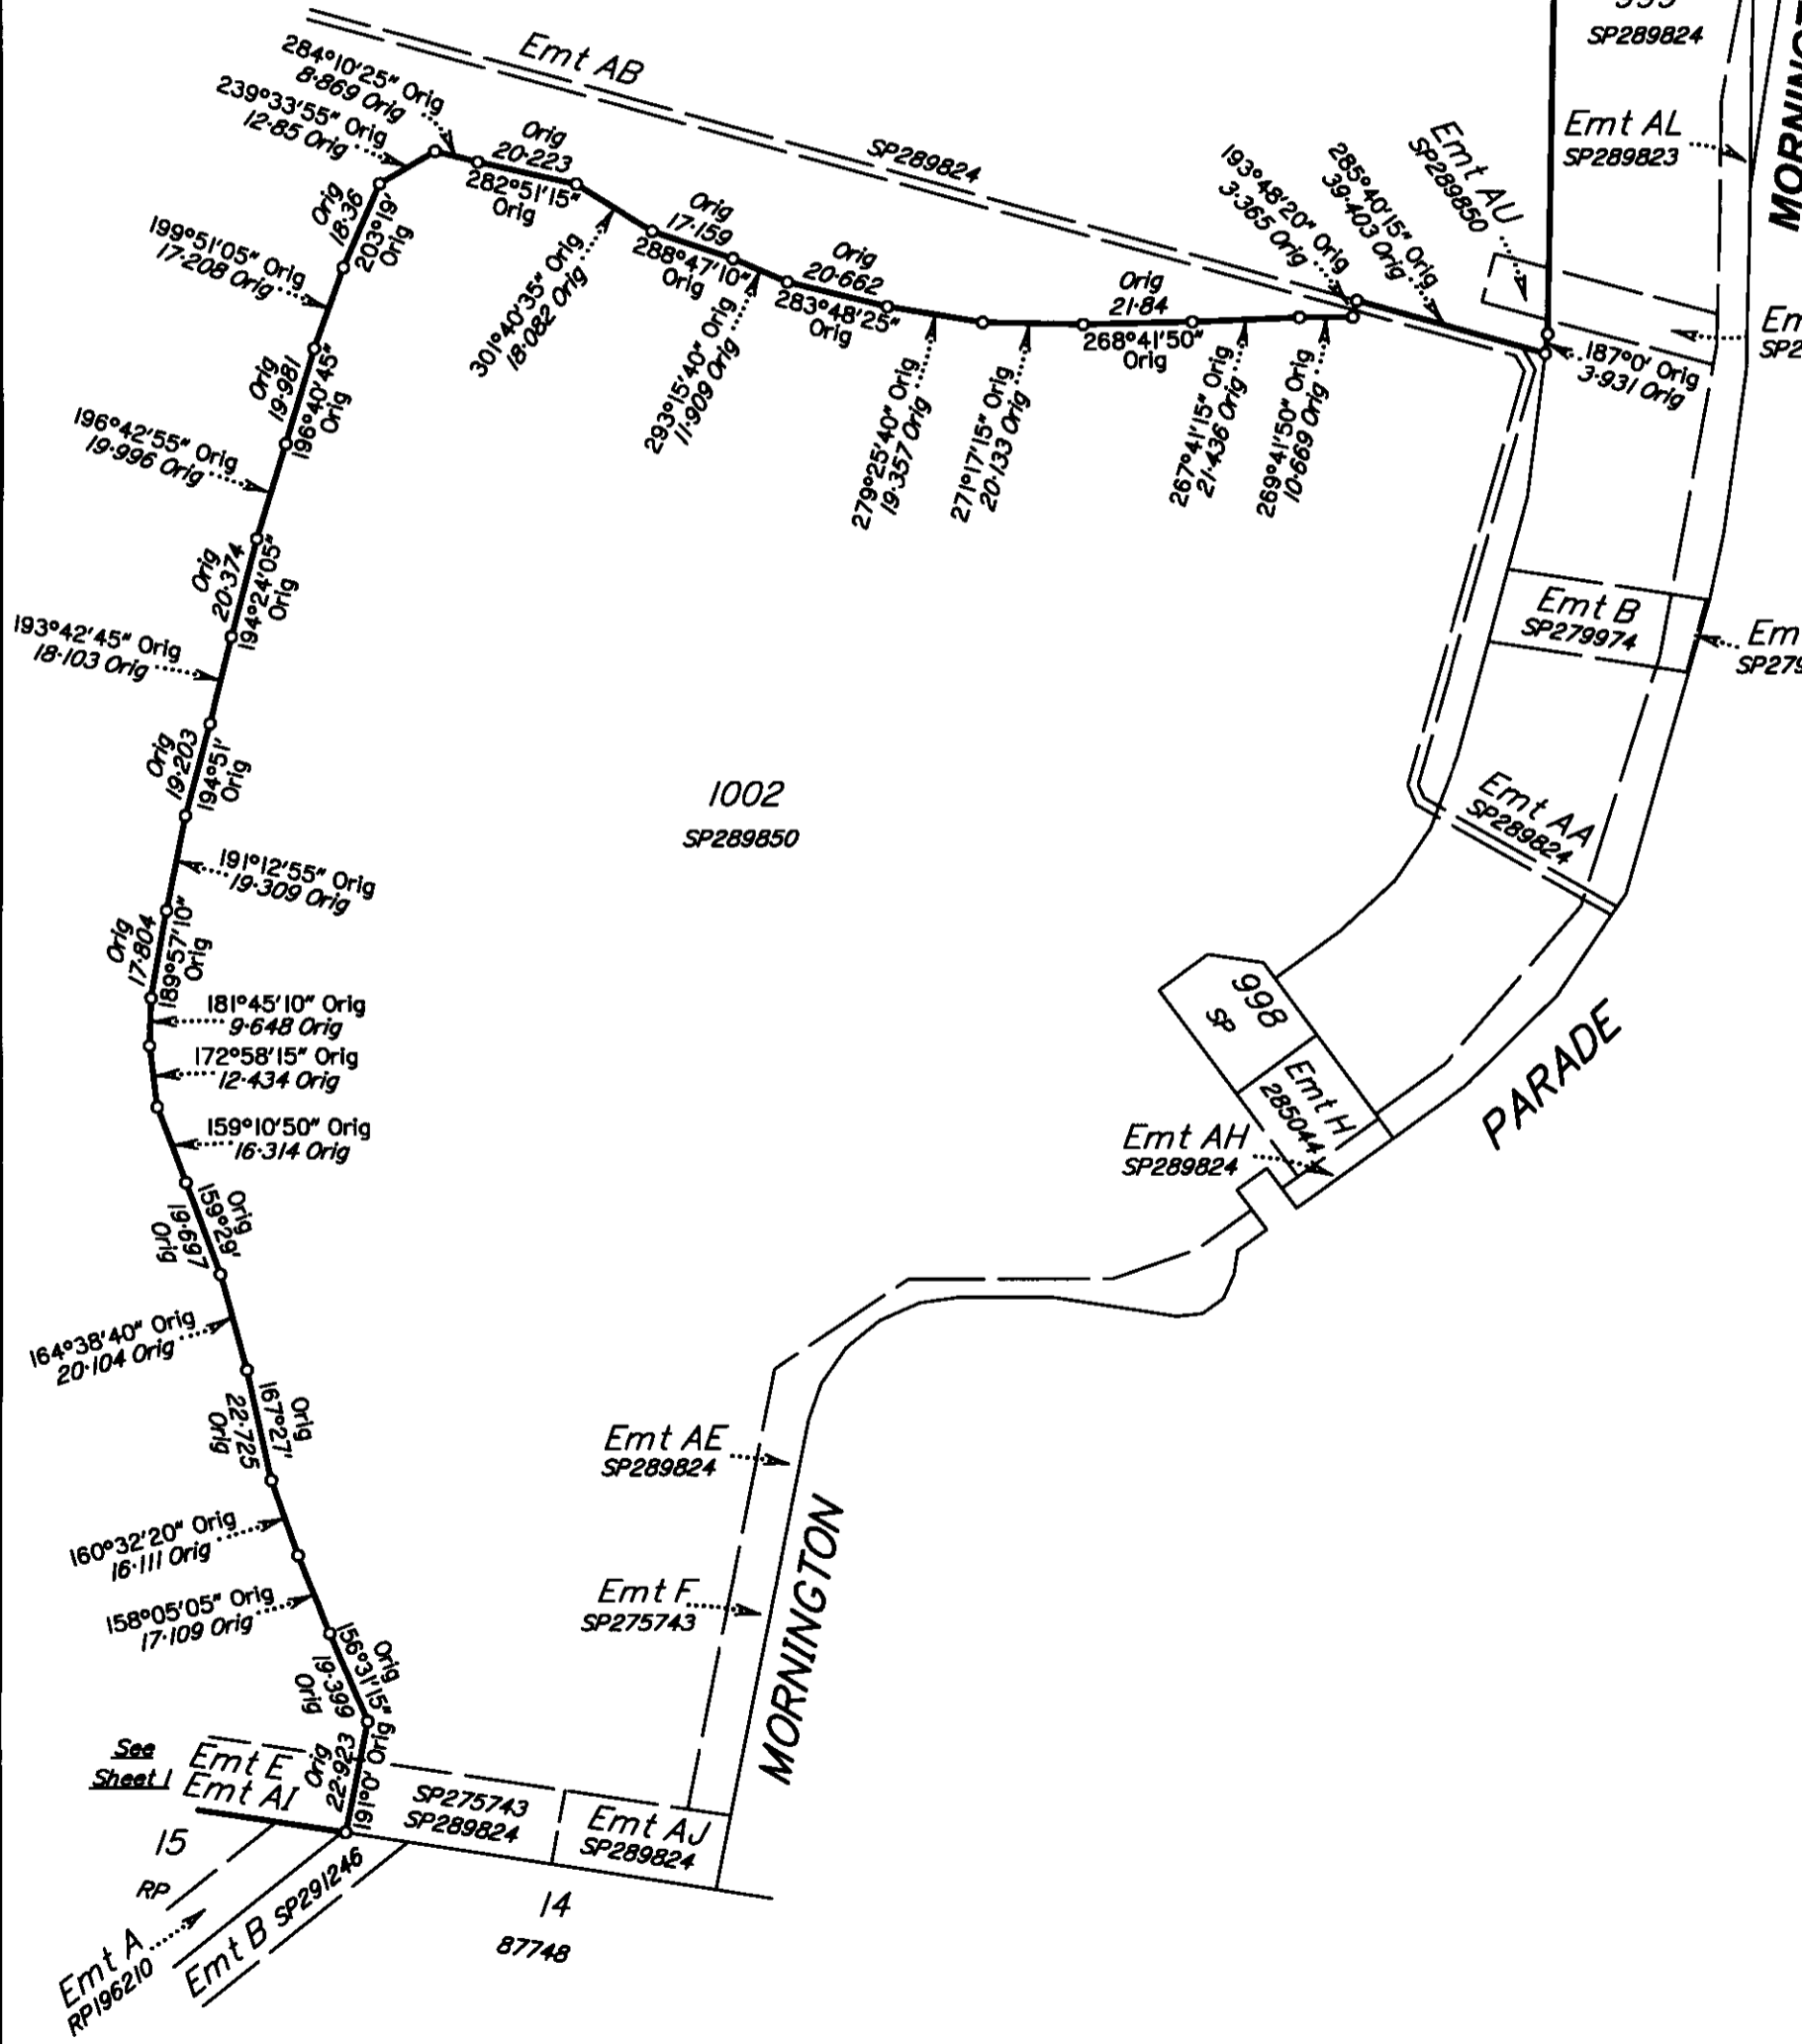 999
SP289824
MORNINGT
Emt AB
284°10'25" Orig
8·869 Orig
239°33'55" Orig
12·85 Orig
Orig
20·223
282°51'15"
Orig
SP289824
Emt AL
SP289823
Emt AU
SP289850
193°48'20" Orig
3·365 Orig
285°40'15" Orig
39·403 Orig
Orig
18·36
203°19'
Orig
199°51'05" Orig
17·208 Orig
301°40'35" Orig
18·082 Orig
Orig
17·159
288°47'10"
Orig
293°15'40" Orig
11·909 Orig
Orig
20·662
283°48'25"
Orig
Orig
21·84
268°41'50"
Orig
Em
SP2
187°0' Orig
3·931 Orig
279°25'40" Orig
19·357 Orig
271°17'15" Orig
20·133 Orig
267°41'15" Orig
21·436 Orig
269°41'50" Orig
10·669 Orig
Orig
19·981
196°40'45"
Orig
196°42'55" Orig
19·996 Orig
Orig
20·374
194°24'05"
Orig
193°42'45" Orig
18·103 Orig
Emt B
SP279974
Em
SP279
Orig
19·203
194°51'
Orig
1002
SP289850
Emt AA
SP289824
191°12'55" Orig
19·309 Orig
Orig
17·804
189°57'10"
Orig
181°45'10" Orig
9·648 Orig
172°58'15" Orig
12·434 Orig
159°10'50" Orig
16·314 Orig
998
SP
Emt H
285044
Emt AH
SP289824
PARADE
Orig
159°29'
19·697
Orig
164°38'40" Orig
20·104 Orig
Orig
167°27'
22·725
Orig
Emt AE
SP289824
160°32'20" Orig
16·111 Orig
158°05'05" Orig
17·109 Orig
Emt F
SP275743
MORNINGTON
Orig
156°31'15"
19·399
Orig
See
Sheet 1
Emt E
Emt AI
Orig
22·923
191°0' Orig
SP275743
SP289824
Emt AJ
SP289824
15
RP
Emt A
RP196210
Emt B SP291246
14
87748